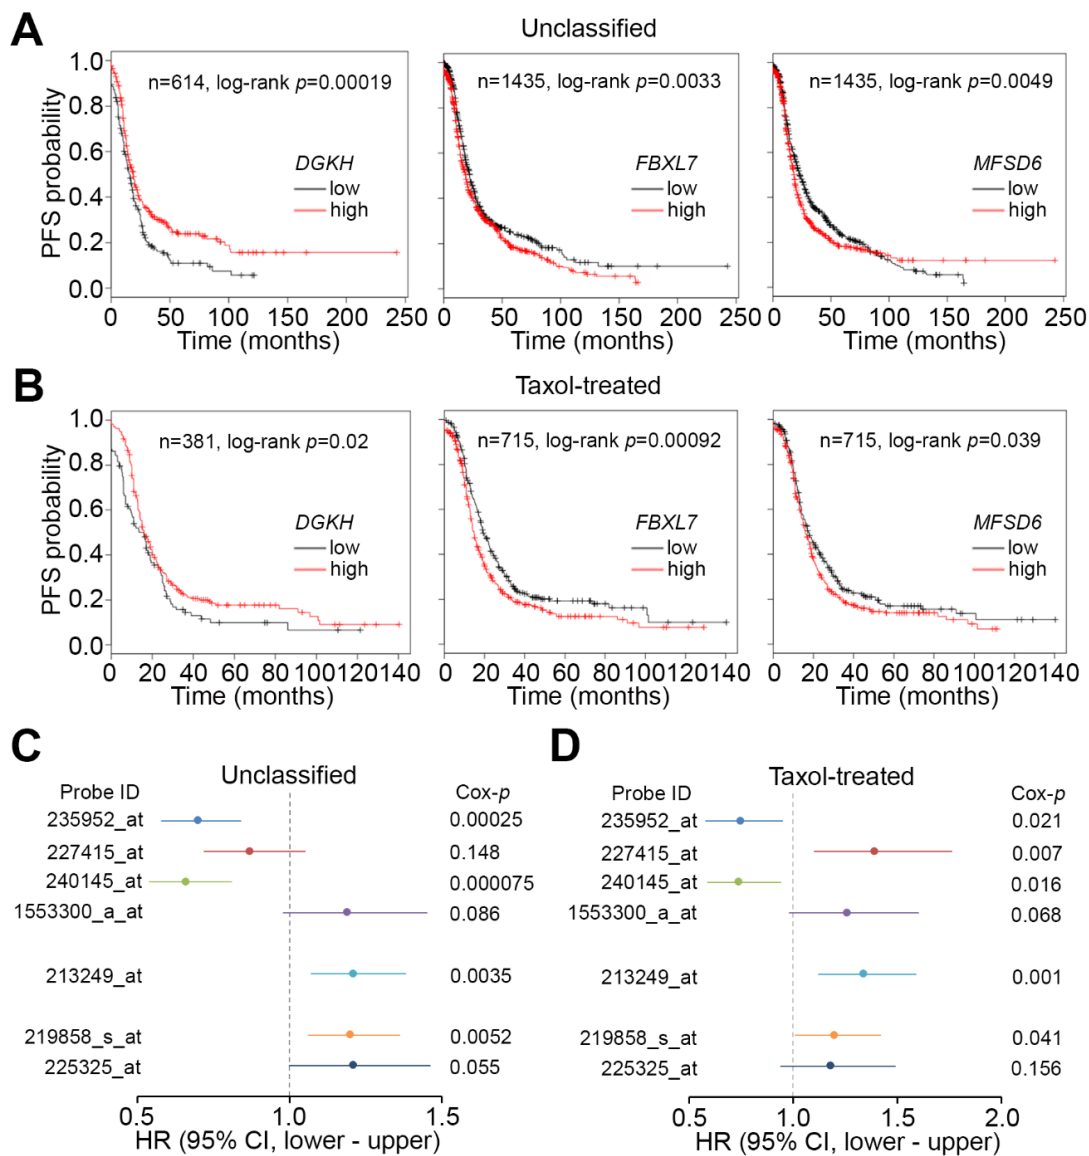 A
Unclassified
n=614, log-rank p=0.00019
n=1435, log-rank p=0.0033
n=1435, log-rank p=0.0049
PFS probability
1.0
0.8
0.6
0.4
0.2
0.0
DGKH
low
high
FBXL7
low
high
MFSD6
low
high
0 50 100 150 200 250
0 50 100 150 200 250
0 50 100 150 200 250
Time (months)
Time (months)
Time (months)
B
Taxol-treated
n=381, log-rank p=0.02
n=715, log-rank p=0.00092
n=715, log-rank p=0.039
PFS probability
1.0
0.8
0.6
0.4
0.2
0.0
DGKH
low
high
FBXL7
low
high
MFSD6
low
high
0 20 40 60 80 100 120 140
0 20 40 60 80 100 120 140
0 20 40 60 80 100 120 140
Time (months)
Time (months)
Time (months)
C
Unclassified
Probe ID Cox-p
235952_at 0.00025
227415_at 0.148
240145_at 0.000075
1553300_a_at 0.086
213249_at 0.0035
219858_s_at 0.0052
225325_at 0.055
0.5 1.0 1.5
HR (95% CI, lower - upper)
D
Taxol-treated
Probe ID Cox-p
235952_at 0.021
227415_at 0.007
240145_at 0.016
1553300_a_at 0.068
213249_at 0.001
219858_s_at 0.041
225325_at 0.156
0.5 1.0 1.5 2.0
HR (95% CI, lower - upper)